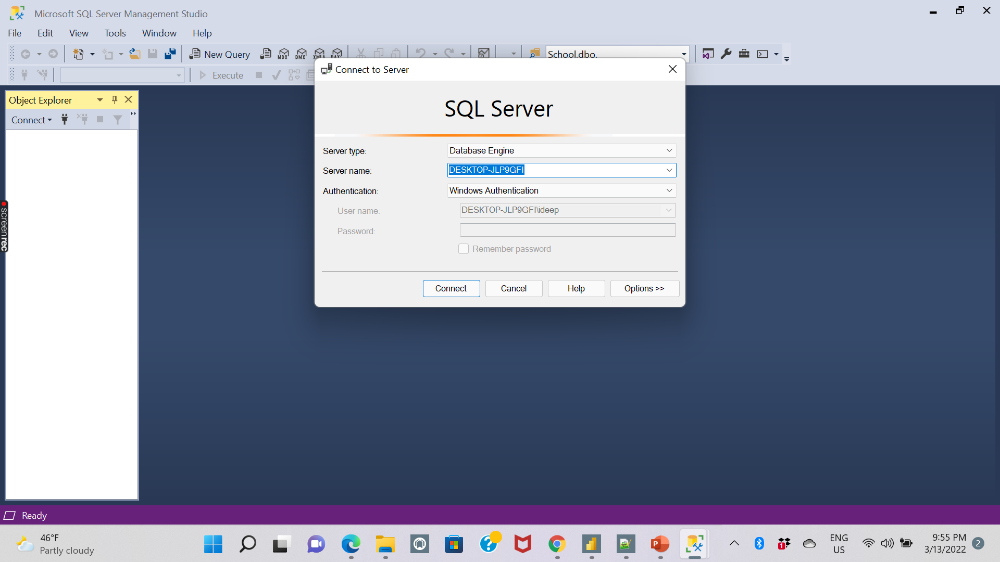 Microsoft SQL Server Management Studio
File Edit View Tools Window Help
New Query MDX DMX XMLA DAX School.dbo.
Execute
Connect to Server
Object Explorer
Connect
SQL Server
Server type: Database Engine
Server name: DESKTOP-JLP9GFI
Authentication: Windows Authentication
User name: DESKTOP-JLP9GFI\ideep
Password:
Remember password
Connect Cancel Help Options >>
screenrec
Ready
46°F
Partly cloudy
P
1
ENG
US
9:55 PM
3/13/2022
2